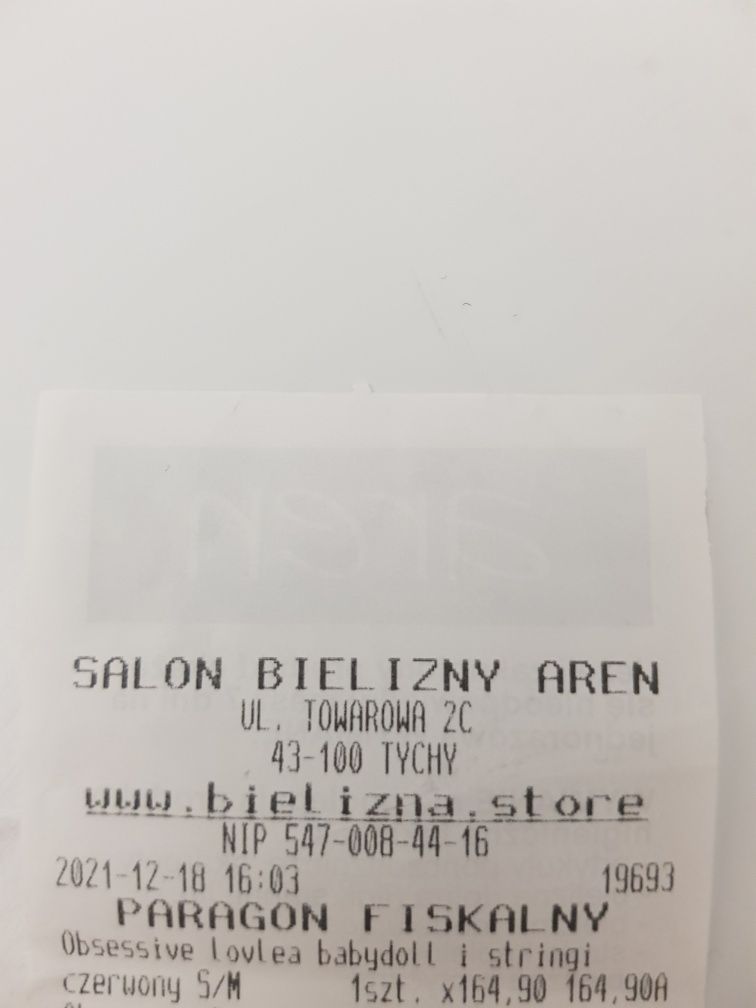 aren
SALON BIELIZNY AREN
UL. TOWAROWA 2C
43-100 TYCHY
www.bielizna.store
NIP 547-008-44-16
2021-12-18 16:03 19693
PARAGON FISKALNY
Obsessive lovlea babydoll i stringi
czerwony S/M 1szt. x164,90 164,90A